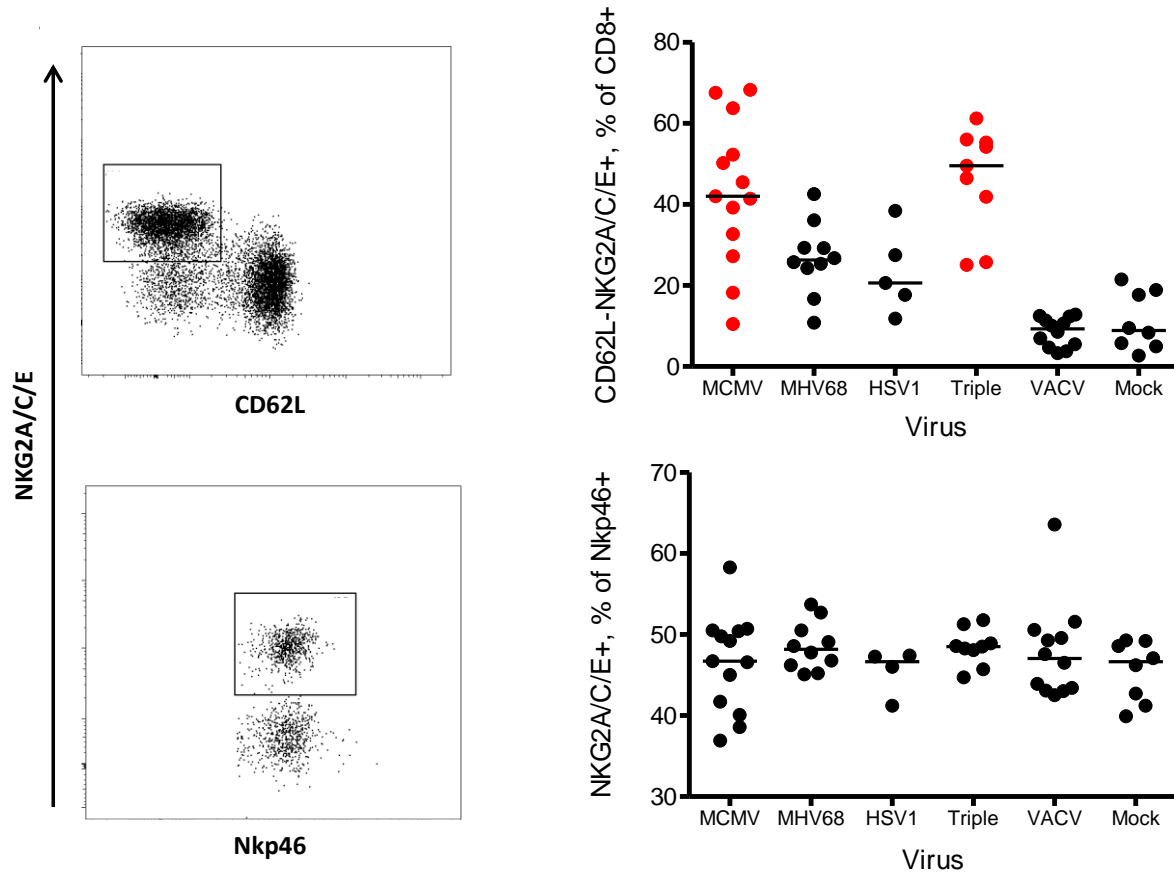 NKG2A/C/E
CD62L
Nkp46
CD62L-NKG2A/C/E+, % of CD8+
80
60
40
20
0
MCMV MHV68 HSV1 Triple VACV Mock
Virus
NKG2A/C/E+, % of Nkp46+
70
60
50
40
30
MCMV MHV68 HSV1 Triple VACV Mock
Virus